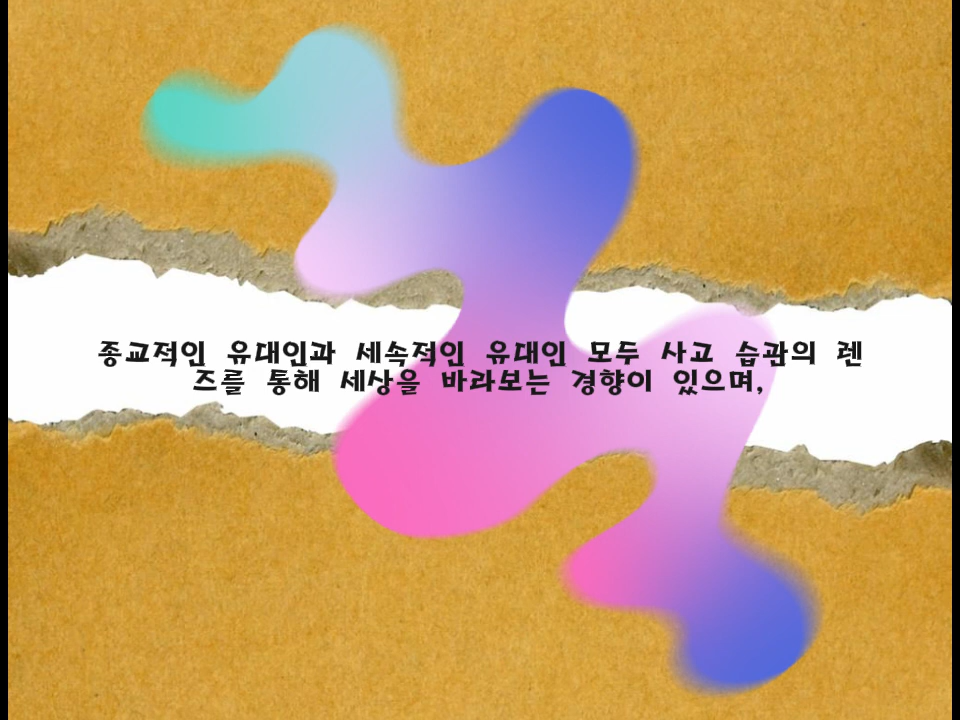 종교적인 유대인과 세속적인 유대인 모두 사고 습관의 렌
즈를 통해 세상을 바라보는 경향이 있으며,